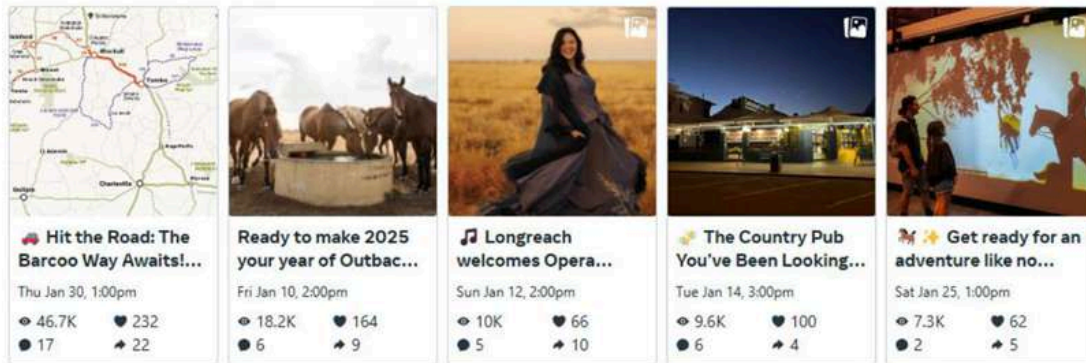 Blackall
Tambo
Augathella
Charleville
Quilpie
🚗 Hit the Road: The
Barcoo Way Awaits!...
Thu Jan 30, 1:00pm
46.7K 232
17 22
Ready to make 2025
your year of Outbac...
Fri Jan 10, 2:00pm
18.2K 164
6 9
🎵 Longreach
welcomes Opera...
Sun Jan 12, 2:00pm
10K 66
5 10
The Country Pub
You've Been Looking...
Tue Jan 14, 3:00pm
9.6K 100
6 4
🐎 ✨ Get ready for an
adventure like no...
Sat Jan 25, 1:00pm
7.3K 62
2 5